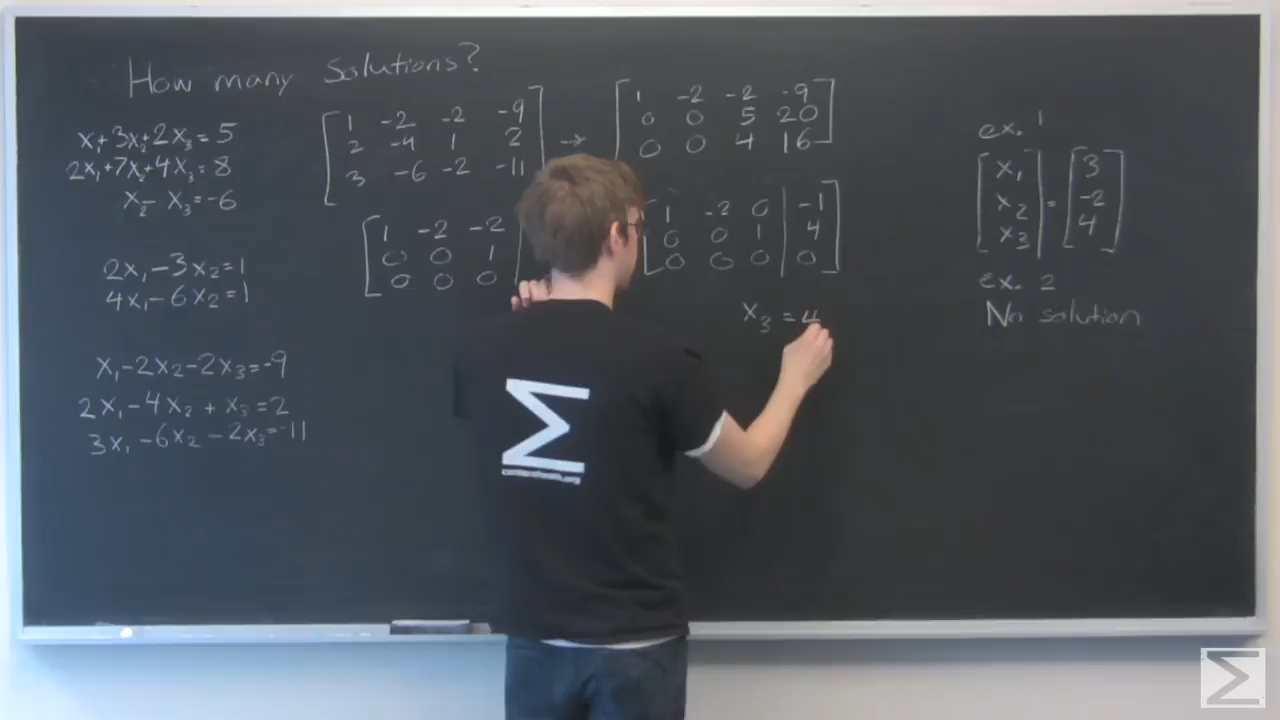 How many Solutions?
x₁+3x₂+2x₃=5
2x₁+7x₂+4x₃=8
x₂- x₃=-6
2x₁-3x₂=1
4x₁-6x₂=1
x₁-2x₂-2x₃=-9
2x₁-4x₂+x₃=2
3x₁-6x₂-2x₃=-11
1 -2 -2 -9
2 -4 1 2
3 -6 -2 -11
→
1 -2 -2 -9
0 0 5 20
0 0 4 16
1 -2 -2
0 0 1
0 0 0
1 -2 0 | -1
0 0 1 | 4
0 0 0 | 0
x₃=4
ex. 1
[x₁ x₂ x₃] = [3 -2 4]
ex. 2
No solution
Σ
Σ